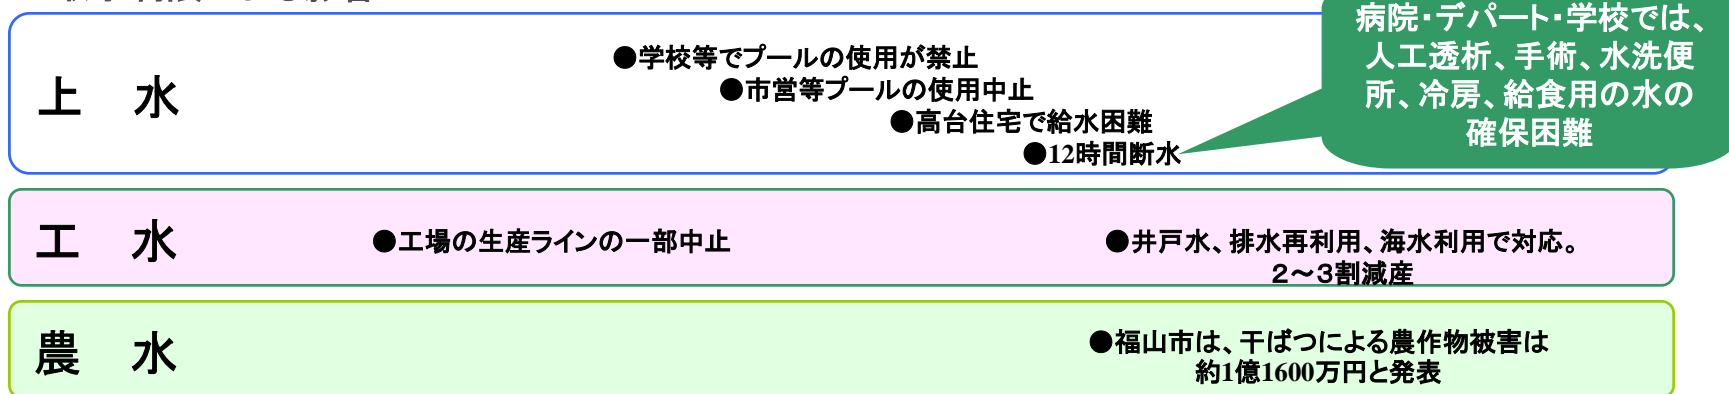 病院・デパート・学校では、
人工透析、手術、水洗便
所、冷房、給食用の水の
確保困難
上 水
●学校等でプールの使用が禁止
●市営等プールの使用中止
●高台住宅で給水困難
●12時間断水
工 水
●工場の生産ラインの一部中止
●井戸水、排水再利用、海水利用で対応。
２～３割減産
農 水
●福山市は、干ばつによる農作物被害は
約1億1600万円と発表